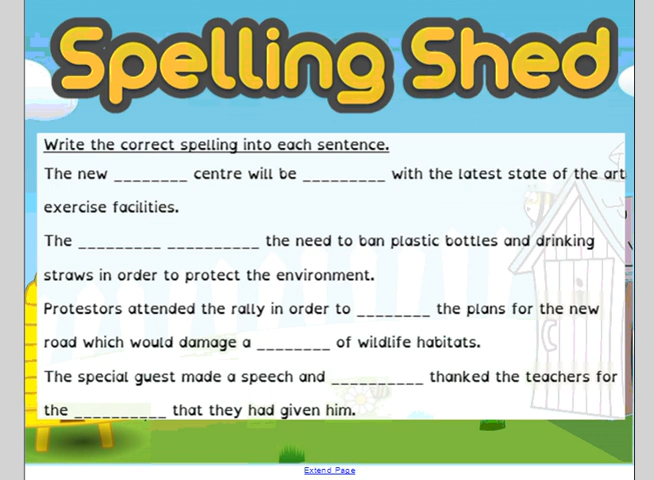 Spelling Shed
Write the correct spelling into each sentence.
The new ________ centre will be _________ with the latest state of the art
exercise facilities.
The _________ __________ the need to ban plastic bottles and drinking
straws in order to protect the environment.
Protestors attended the rally in order to ________ the plans for the new
road which would damage a ________ of wildlife habitats.
The special guest made a speech and __________ thanked the teachers for
the __________ that they had given him.
Extend Page